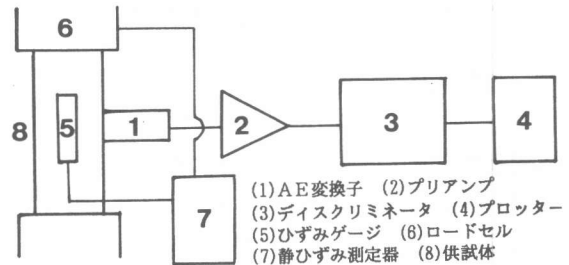 6
8
5
1
2
3
4
7
(1)AE変換子 (2)プリアンプ
(3)ディスクリミネータ (4)プロッター
(5)ひずみゲージ (6)ロードセル
(7)静ひずみ測定器 (8)供試体